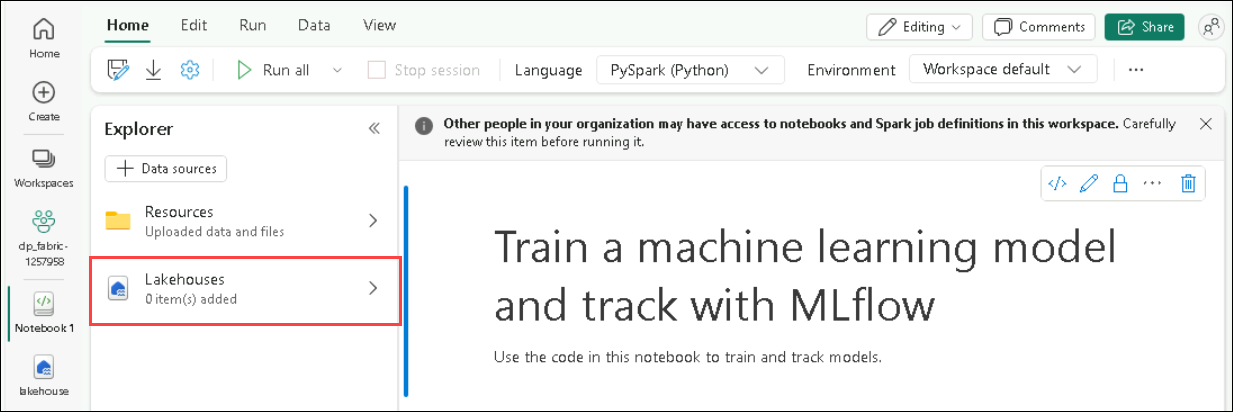 Home
Create
Workspaces
dp_fabric-
1257958
Notebook 1
lakehouse
Home Edit Run Data View
Editing Comments Share
Run all Stop session Language PySpark (Python) Environment Workspace default ...
Explorer
Data sources
Resources
Uploaded data and files
Lakehouses
0 item(s) added
Other people in your organization may have access to notebooks and Spark job definitions in this workspace. Carefully
review this item before running it.
Train a machine learning model
and track with MLflow
Use the code in this notebook to train and track models.